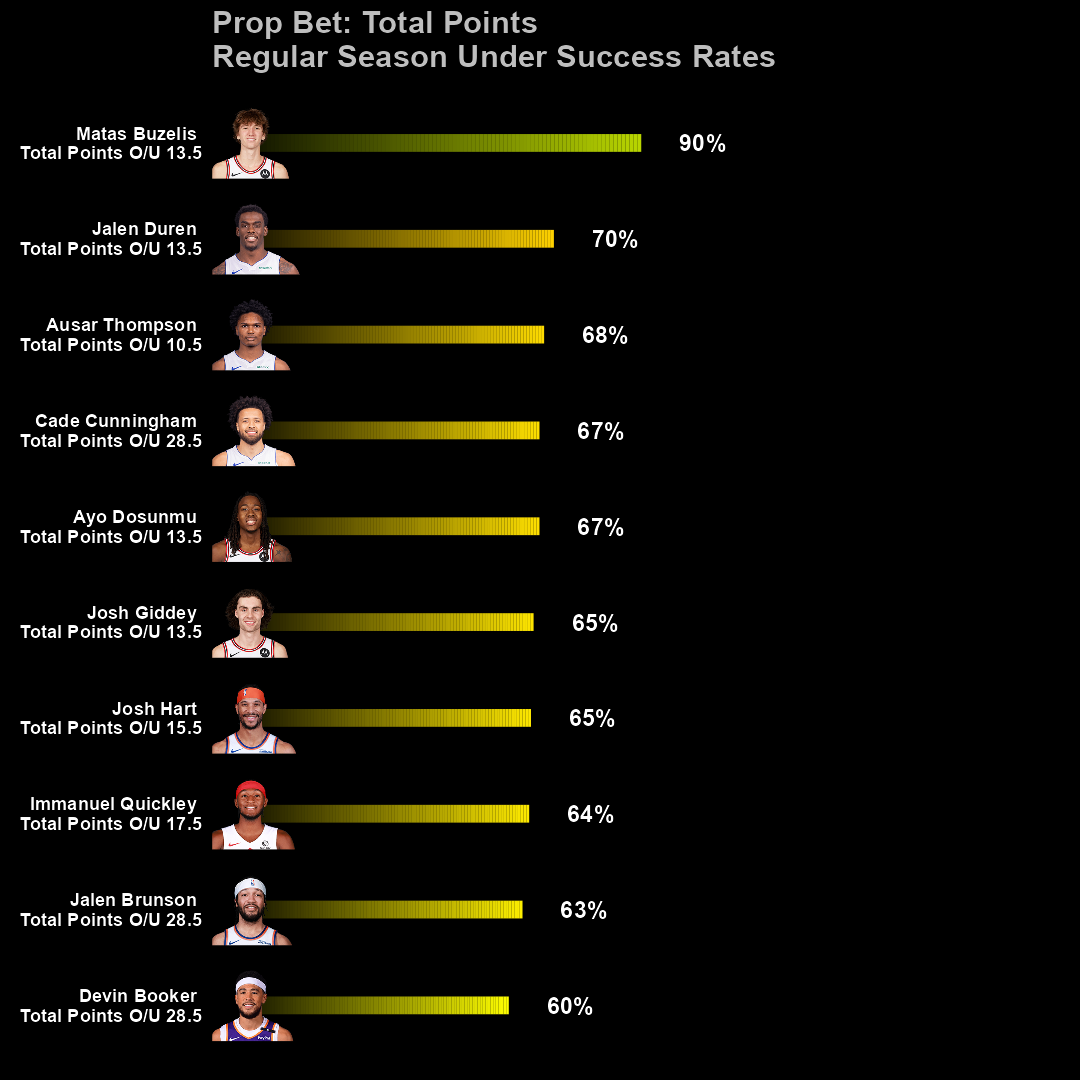 Prop Bet: Total Points
Regular Season Under Success Rates
Matas Buzelis
Total Points O/U 13.5
90%
Jalen Duren
Total Points O/U 13.5
70%
Ausar Thompson
Total Points O/U 10.5
68%
Cade Cunningham
Total Points O/U 28.5
67%
Ayo Dosunmu
Total Points O/U 13.5
67%
Josh Giddey
Total Points O/U 13.5
65%
Josh Hart
Total Points O/U 15.5
65%
Immanuel Quickley
Total Points O/U 17.5
64%
Jalen Brunson
Total Points O/U 28.5
63%
Devin Booker
Total Points O/U 28.5
60%